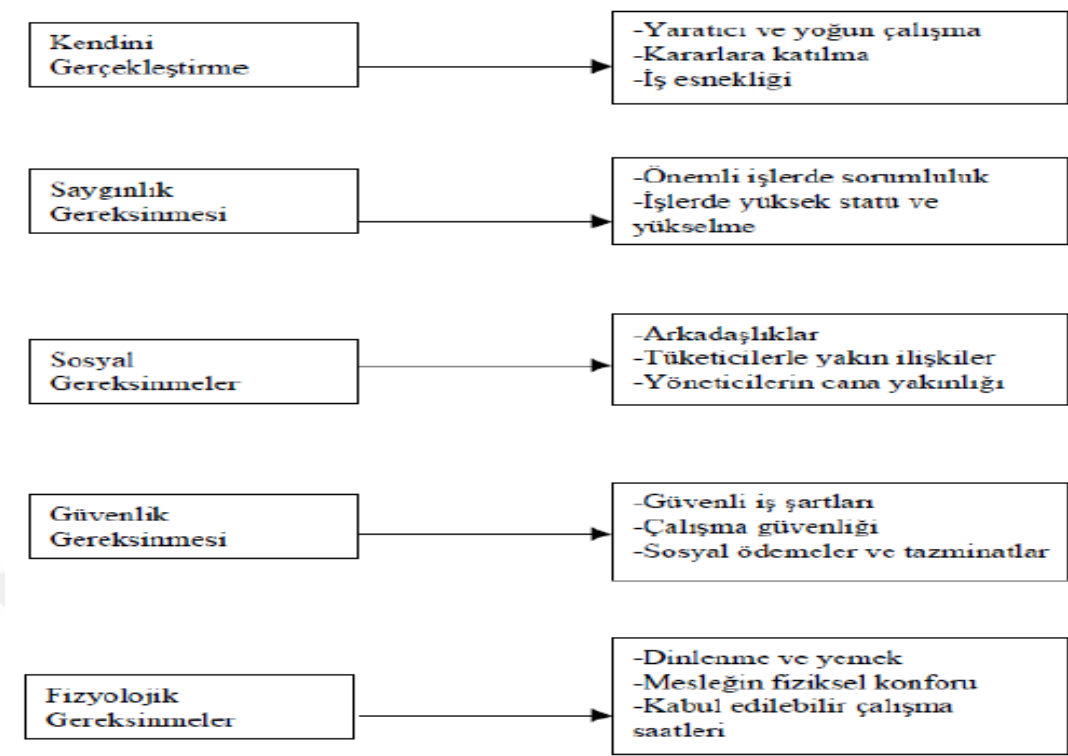 Kendini
Gerçekleştirme
-Yaratıcı ve yoğun çalışma
-Kararlara katılma
-İş esnekliği
Saygınlık
Gereksinmesi
-Önemli işlerde sorumluluk
-İşlerde yüksek statü ve
yükselme
Sosyal
Gereksinmeler
-Arkadaşlıklar
-Tüketicilerle yakın ilişkiler
-Yöneticilerin cana yakınlığı
Güvenlik
Gereksinmesi
-Güvenli iş şartları
-Çalışma güvenliği
-Sosyal ödemeler ve tazminatlar
Fizyolojik
Gereksinmeler
-Dinlenme ve yemek
-Mesleğin fiziksel konforu
-Kabul edilebilir çalışma
saatleri